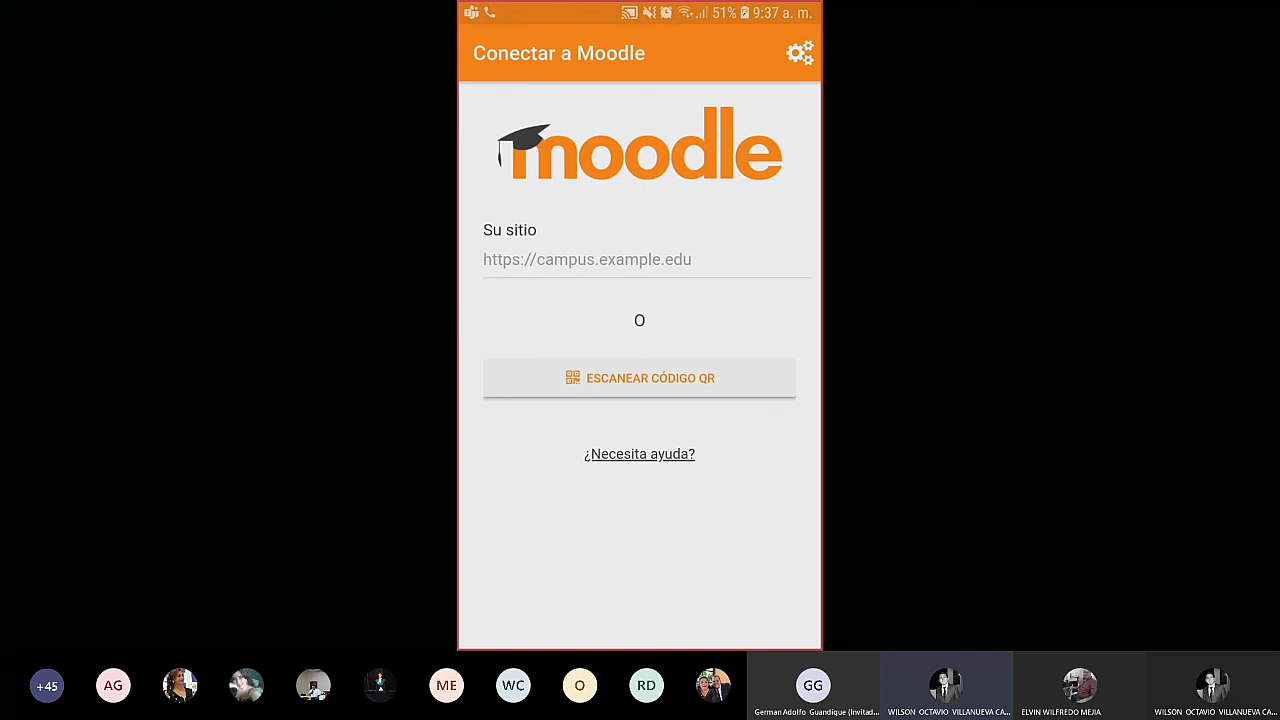 51% 9:37 a. m.
Conectar a Moodle
moodle
Su sitio
https://campus.example.edu
O
ESCANEAR CÓDIGO QR
¿Necesita ayuda?
+45
AG
ME
WC
O
RD
GG
German Adolfo Guandique (Invitad...
WILSON OCTAVIO VILLANUEVA CA...
ELVIN WILFREDO MEJIA
WILSON OCTAVIO VILLANUEVA CA...